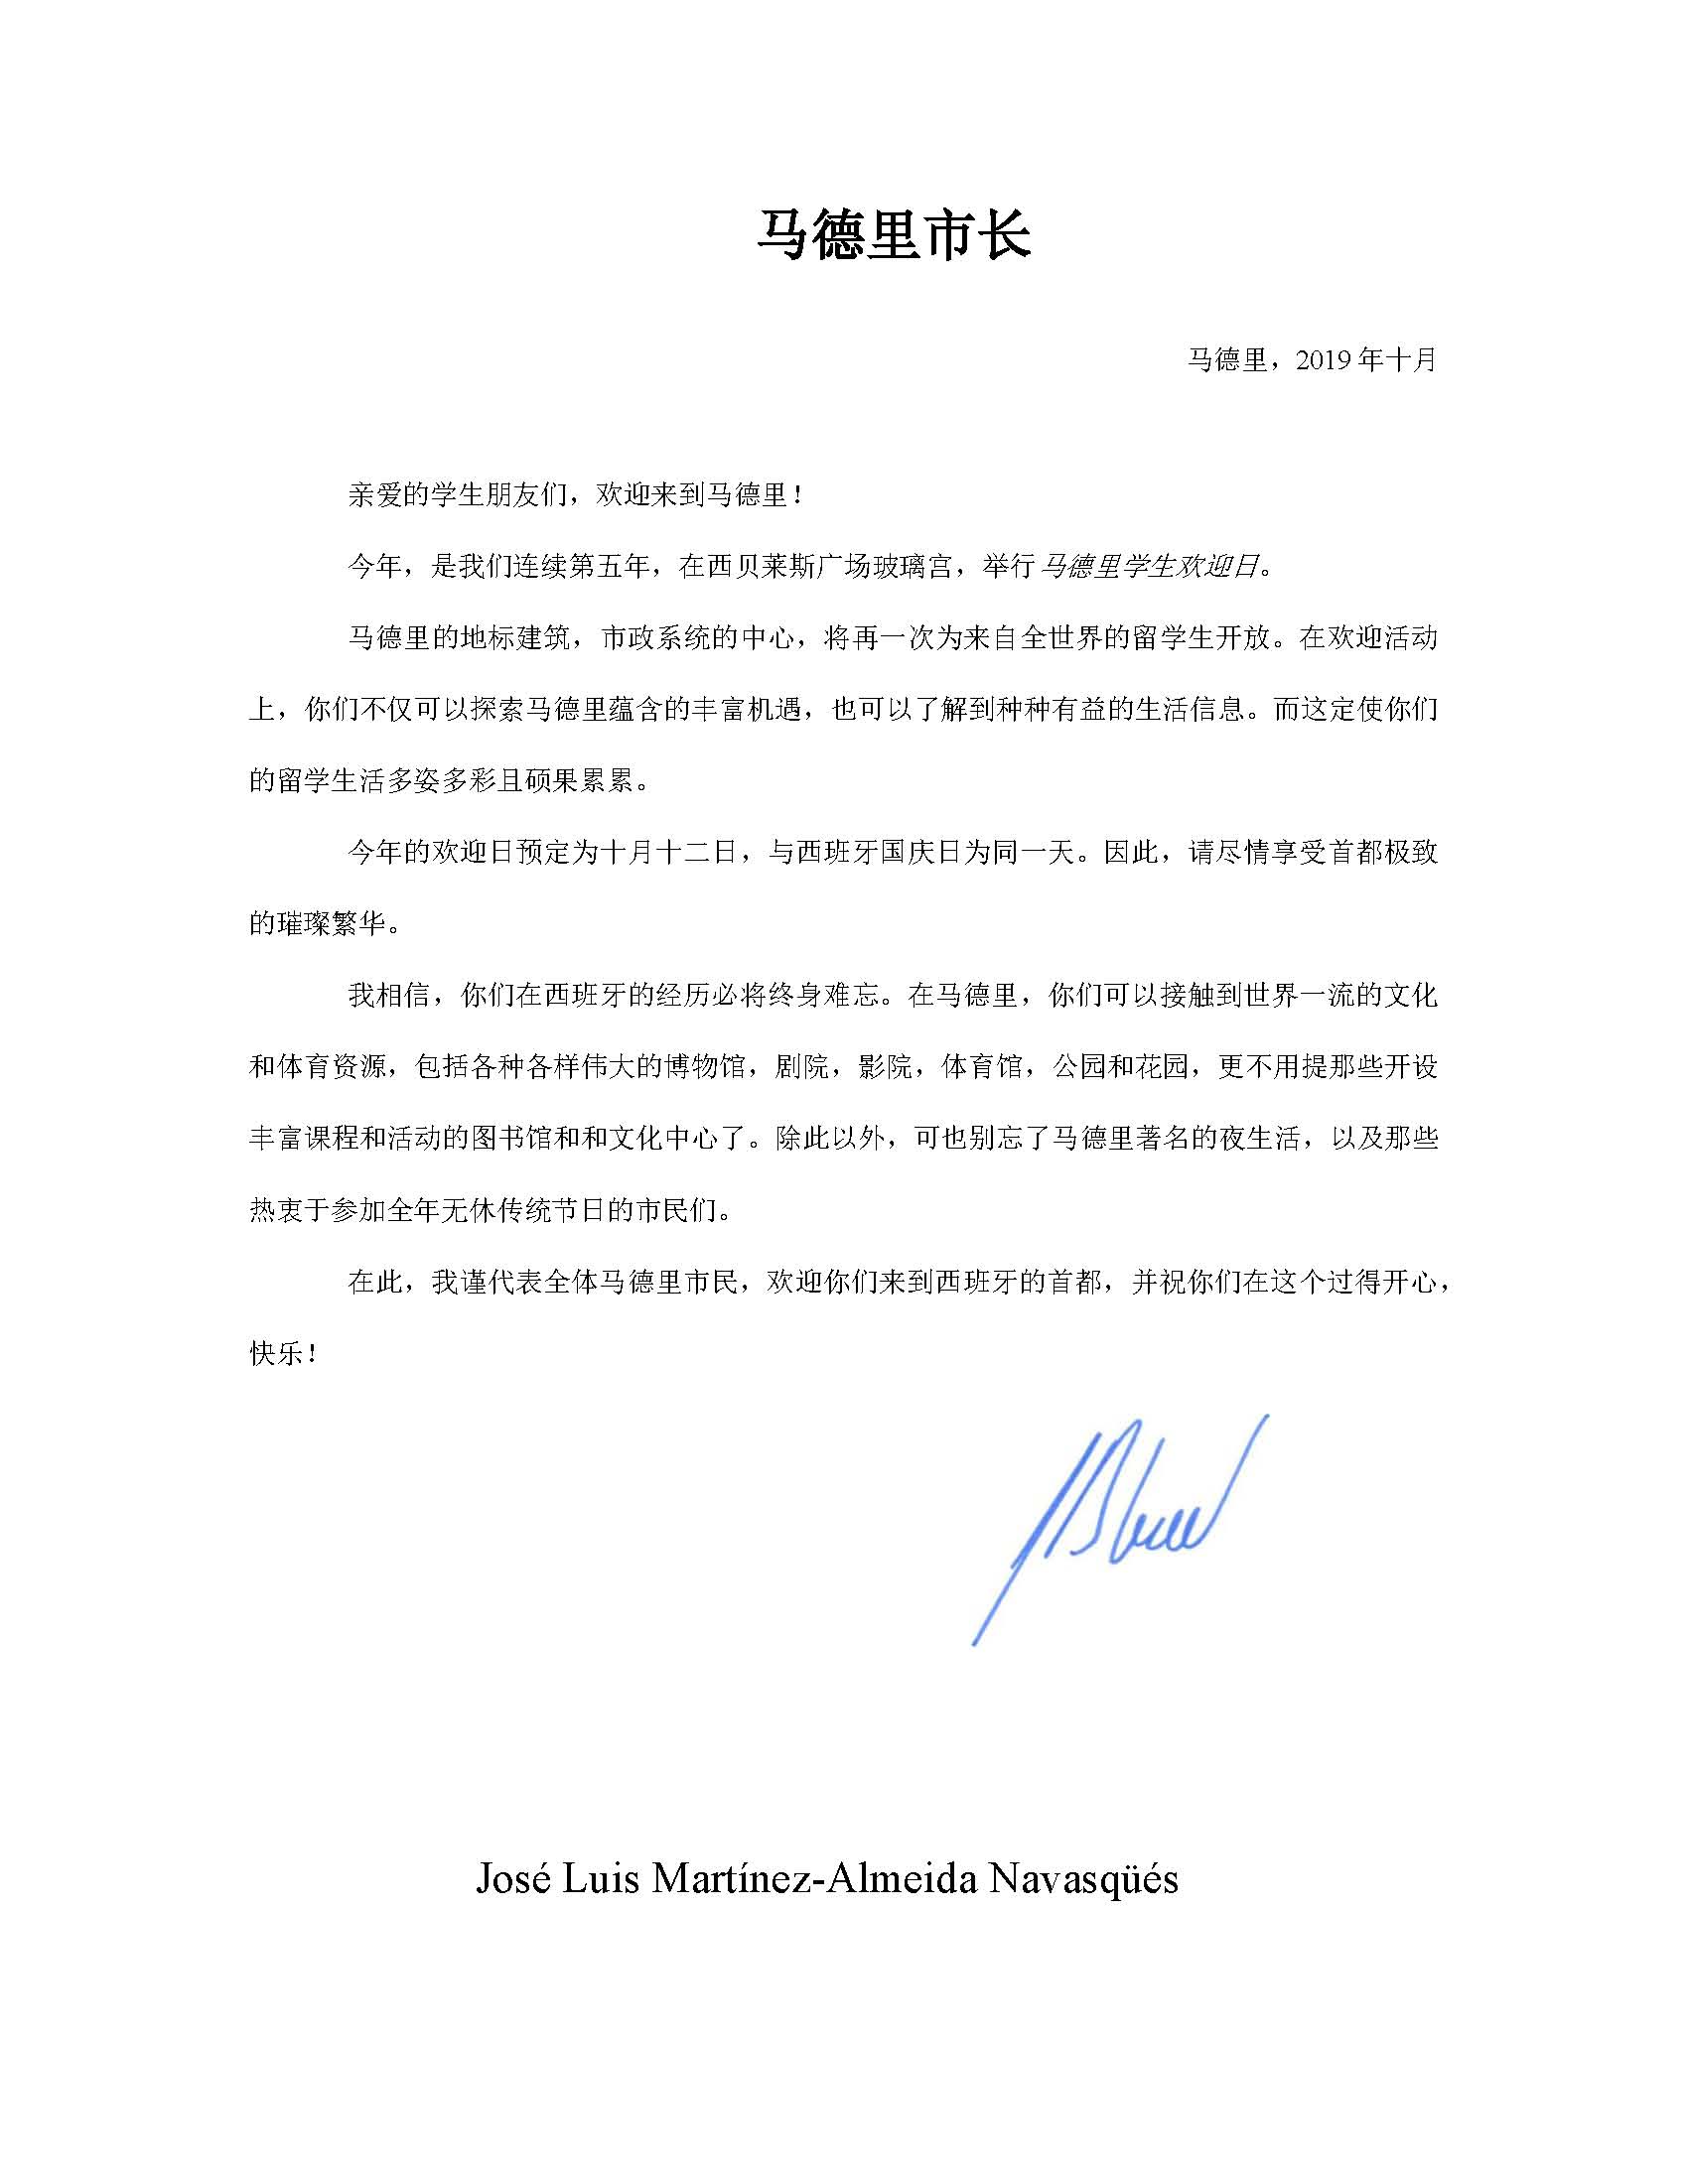 马德里市长
马德里，2019 年十月
亲爱的学生朋友们，欢迎来到马德里！
今年，是我们连续第五年，在西贝莱斯广场玻璃宫，举行马德里学生欢迎日。
马德里的地标建筑，市政系统的中心，将再一次为来自全世界的留学生开放。在欢迎活动
上，你们不仅可以探索马德里蕴含的丰富机遇，也可以了解到种种有益的生活信息。而这定使你们
的留学生活多姿多彩且硕果累累。
今年的欢迎日预定为十月十二日，与西班牙国庆日为同一天。因此，请尽情享受首都极致
的璀璨繁华。
我相信，你们在西班牙的经历必将终身难忘。在马德里，你们可以接触到世界一流的文化
和体育资源，包括各种各样伟大的博物馆，剧院，影院，体育馆，公园和花园，更不用提那些开设
丰富课程和活动的图书馆和和文化中心了。除此以外，可也别忘了马德里著名的夜生活，以及那些
热衷于参加全年无休传统节日的市民们。
在此，我谨代表全体马德里市民，欢迎你们来到西班牙的首都，并祝你们在这个过得开心，
快乐！
José Luis Martínez-Almeida Navasqüés